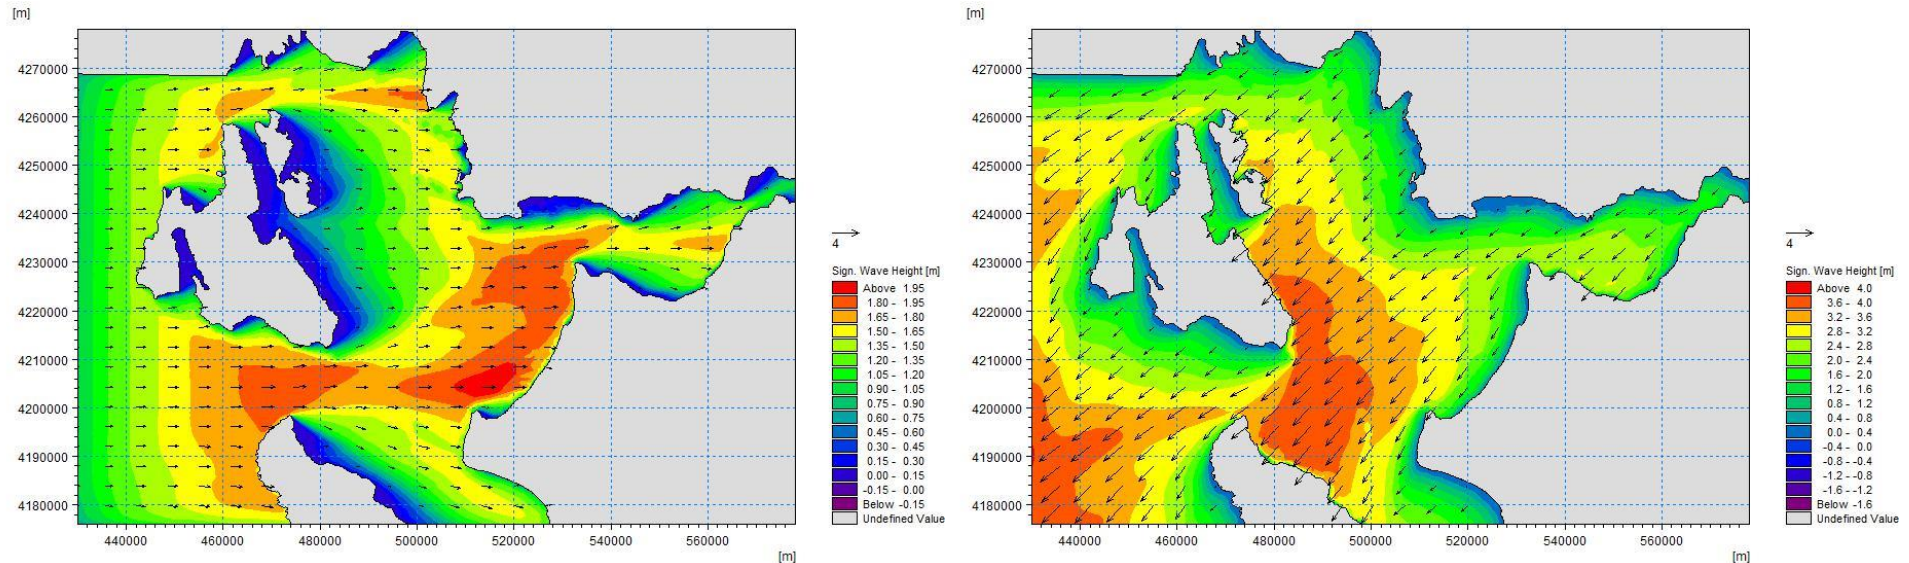 [m]
4270000
4260000
4250000
4240000
4230000
4220000
4210000
4200000
4190000
4180000
440000 460000 480000 500000 520000 540000 560000
[m]
4
Sign. Wave Height [m]
Above 1.95
1.80 - 1.95
1.65 - 1.80
1.50 - 1.65
1.35 - 1.50
1.20 - 1.35
1.05 - 1.20
0.90 - 1.05
0.75 - 0.90
0.60 - 0.75
0.45 - 0.60
0.30 - 0.45
0.15 - 0.30
0.00 - 0.15
-0.15 - 0.00
Below -0.15
Undefined Value
[m]
4270000
4260000
4250000
4240000
4230000
4220000
4210000
4200000
4190000
4180000
440000 460000 480000 500000 520000 540000 560000
[m]
4
Sign. Wave Height [m]
Above 4.0
3.6 - 4.0
3.2 - 3.6
2.8 - 3.2
2.4 - 2.8
2.0 - 2.4
1.6 - 2.0
1.2 - 1.6
0.8 - 1.2
0.4 - 0.8
0.0 - 0.4
-0.4 - 0.0
-0.8 - -0.4
-1.2 - -0.8
-1.6 - -1.2
Below -1.6
Undefined Value